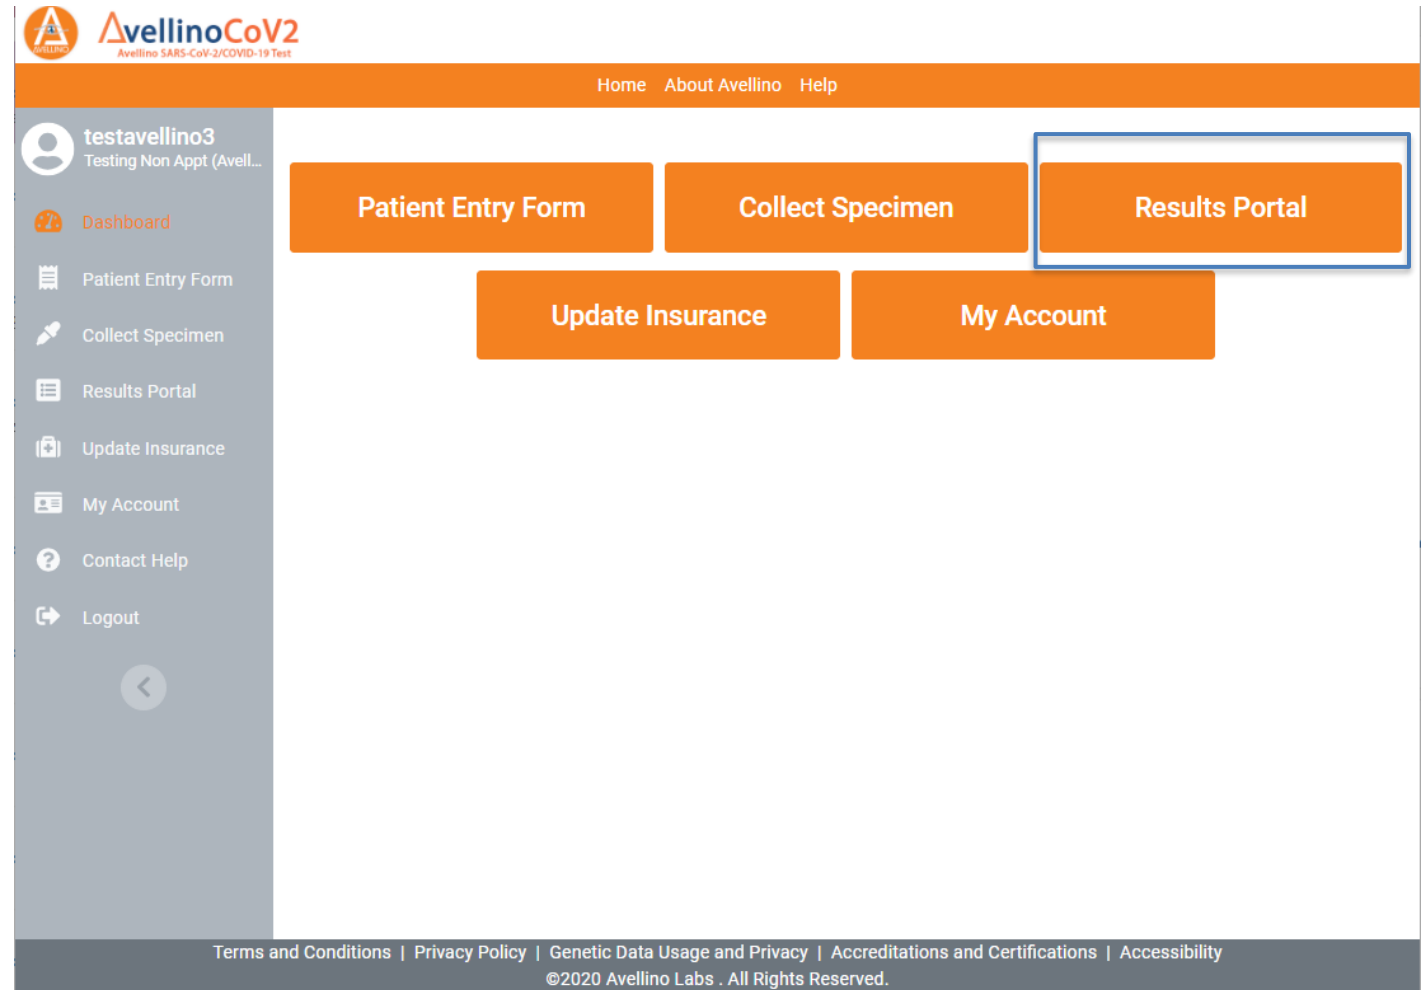 AVELLINO
AvellinoCoV2
Avellino SARS-CoV-2/COVID-19 Test
Home About Avellino Help
testavellino3
Testing Non Appt (Avell...
Dashboard
Patient Entry Form
Collect Specimen
Results Portal
Update Insurance
My Account
Contact Help
Logout
Patient Entry Form Collect Specimen Results Portal
Update Insurance My Account
Terms and Conditions | Privacy Policy | Genetic Data Usage and Privacy | Accreditations and Certifications | Accessibility
©2020 Avellino Labs . All Rights Reserved.